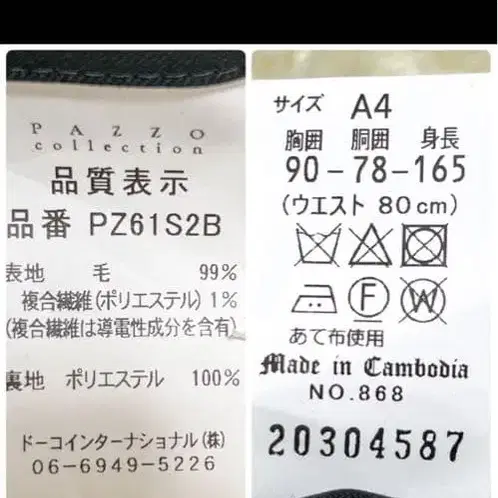 PAZZO
collection
品質表示
品番 PZ61S2B
表地 毛 99%
複合繊維(ポリエステル) 1%
(複合繊維は導電性成分を含有)
裏地 ポリエステル 100%
ドーコインターナショナル(株)
06-6949-5226
サイズ A4
胸囲 胴囲 身長
90-78-165
(ウエスト 80cm)
A
F W
あて布使用
Made in Cambodia
NO.868
20304587